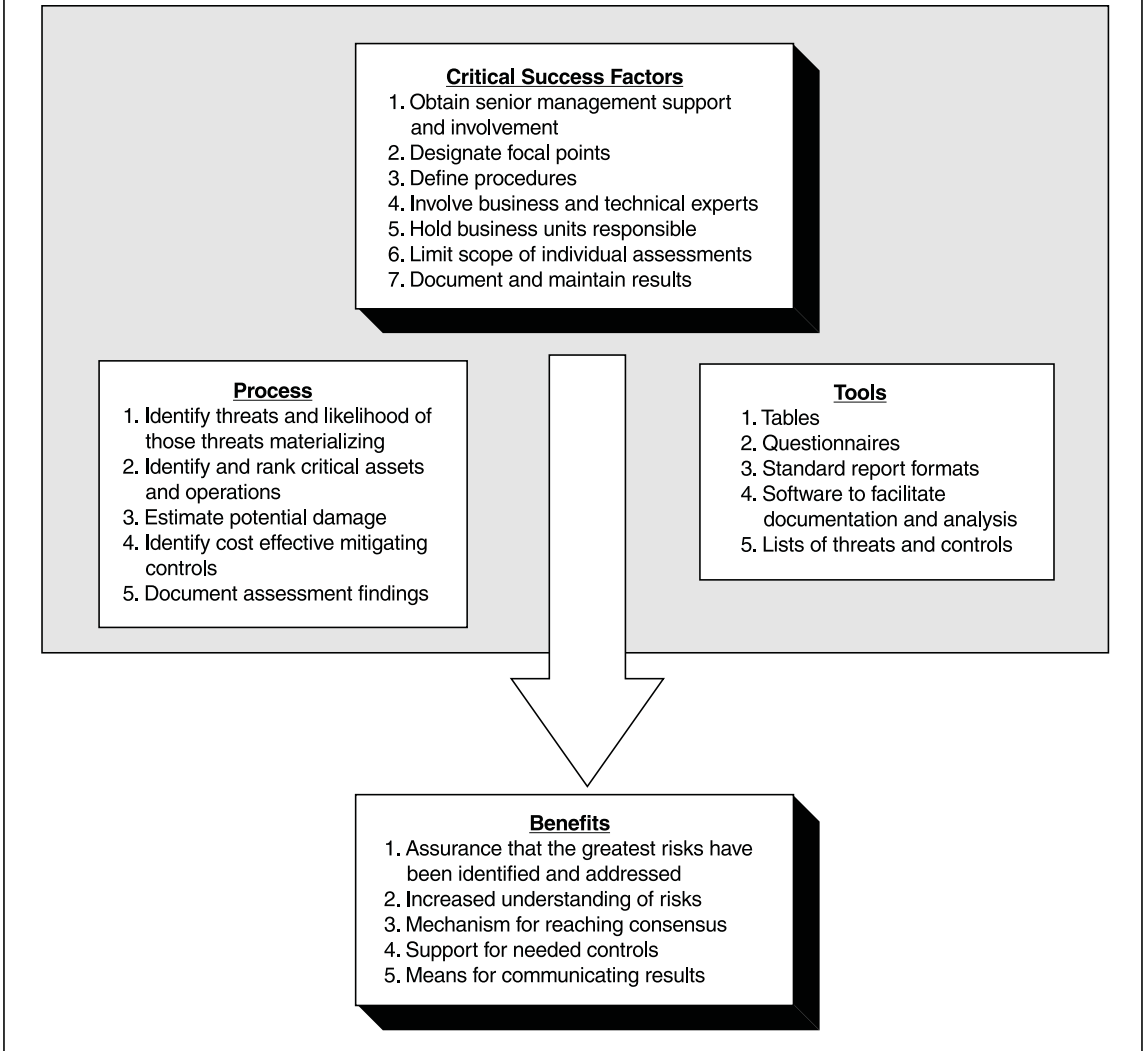 Critical Success Factors
1. Obtain senior management support
and involvement
2. Designate focal points
3. Define procedures
4. Involve business and technical experts
5. Hold business units responsible
6. Limit scope of individual assessments
7. Document and maintain results
Process
1. Identify threats and likelihood of
those threats materializing
2. Identify and rank critical assets
and operations
3. Estimate potential damage
4. Identify cost effective mitigating
controls
5. Document assessment findings
Tools
1. Tables
2. Questionnaires
3. Standard report formats
4. Software to facilitate
documentation and analysis
5. Lists of threats and controls
Benefits
1. Assurance that the greatest risks have
been identified and addressed
2. Increased understanding of risks
3. Mechanism for reaching consensus
4. Support for needed controls
5. Means for communicating results